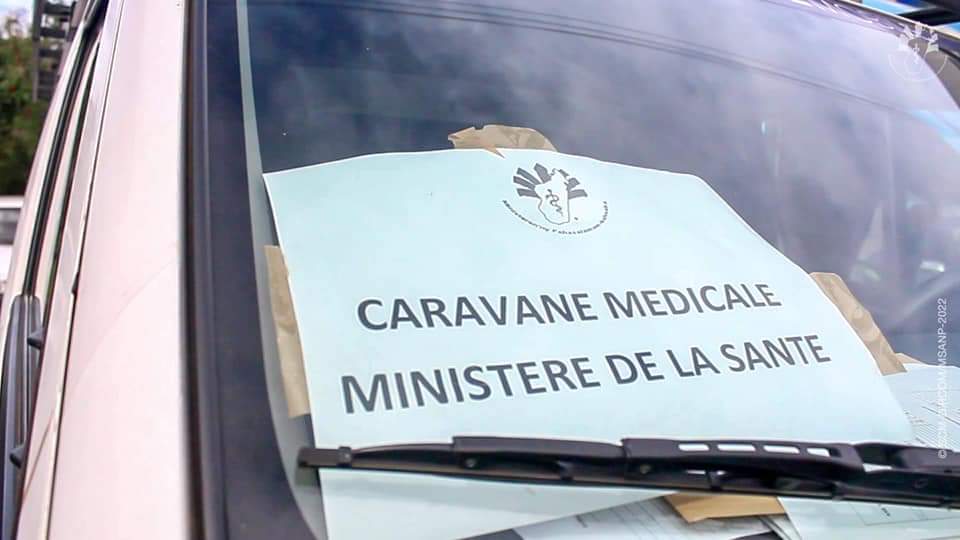 CARAVANE MEDICALE
MINISTERE DE LA SANTE